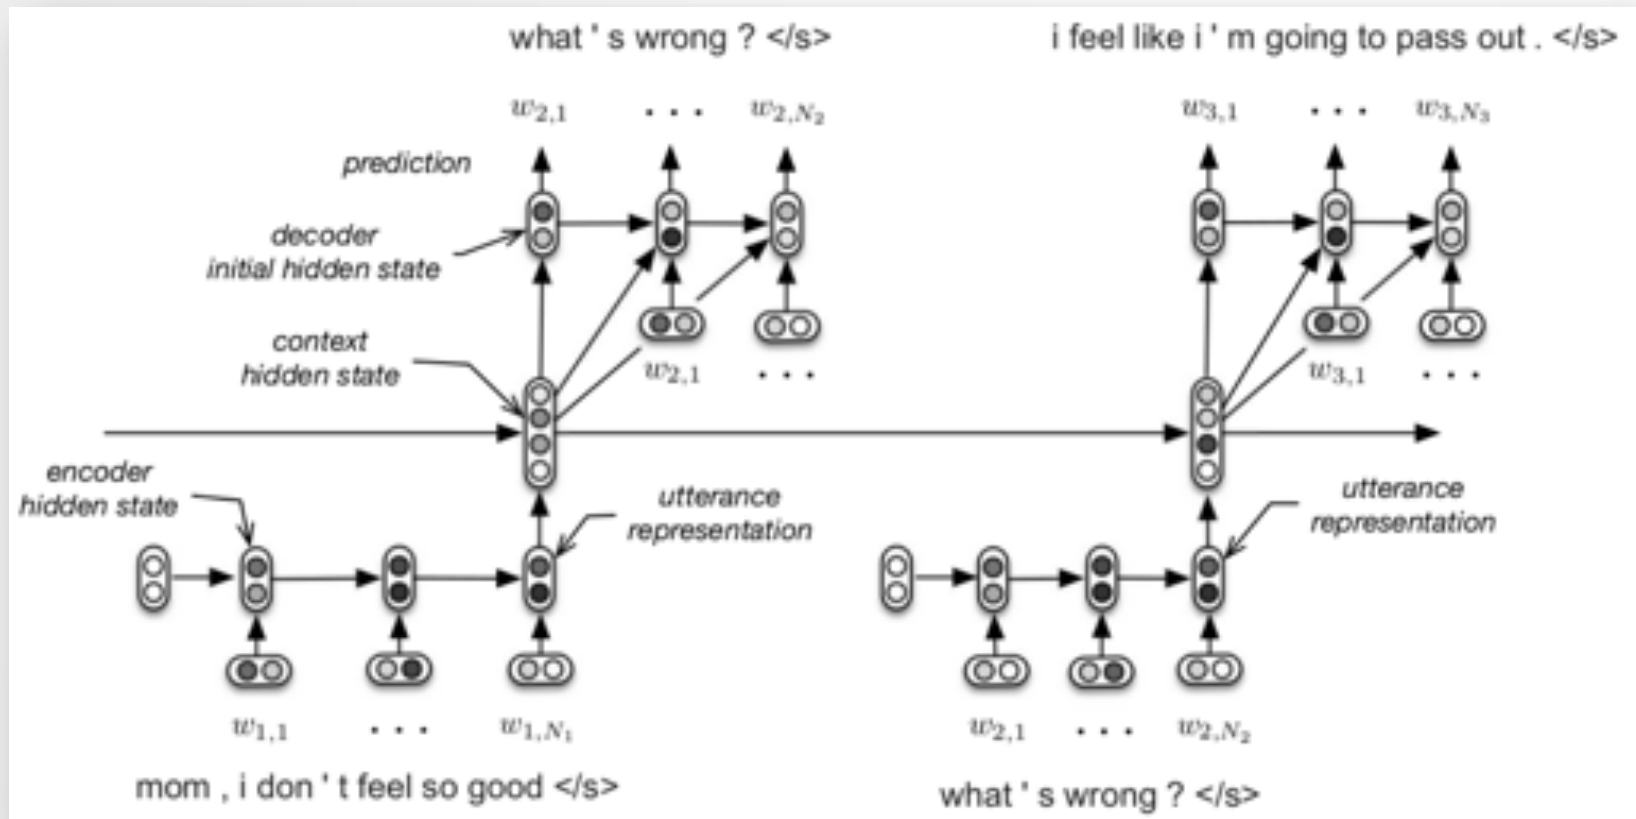 what ' s wrong ? </s>
i feel like i ' m going to pass out . </s>
w2,1 · · · w2,N2
w3,1 · · · w3,N3
prediction
decoder
initial hidden state
context
hidden state
w2,1 · · ·
w3,1 · · ·
encoder
hidden state
utterance
representation
utterance
representation
w1,1 · · · w1,N1
w2,1 · · · w2,N2
mom , i don ' t feel so good </s>
what ' s wrong ? </s>